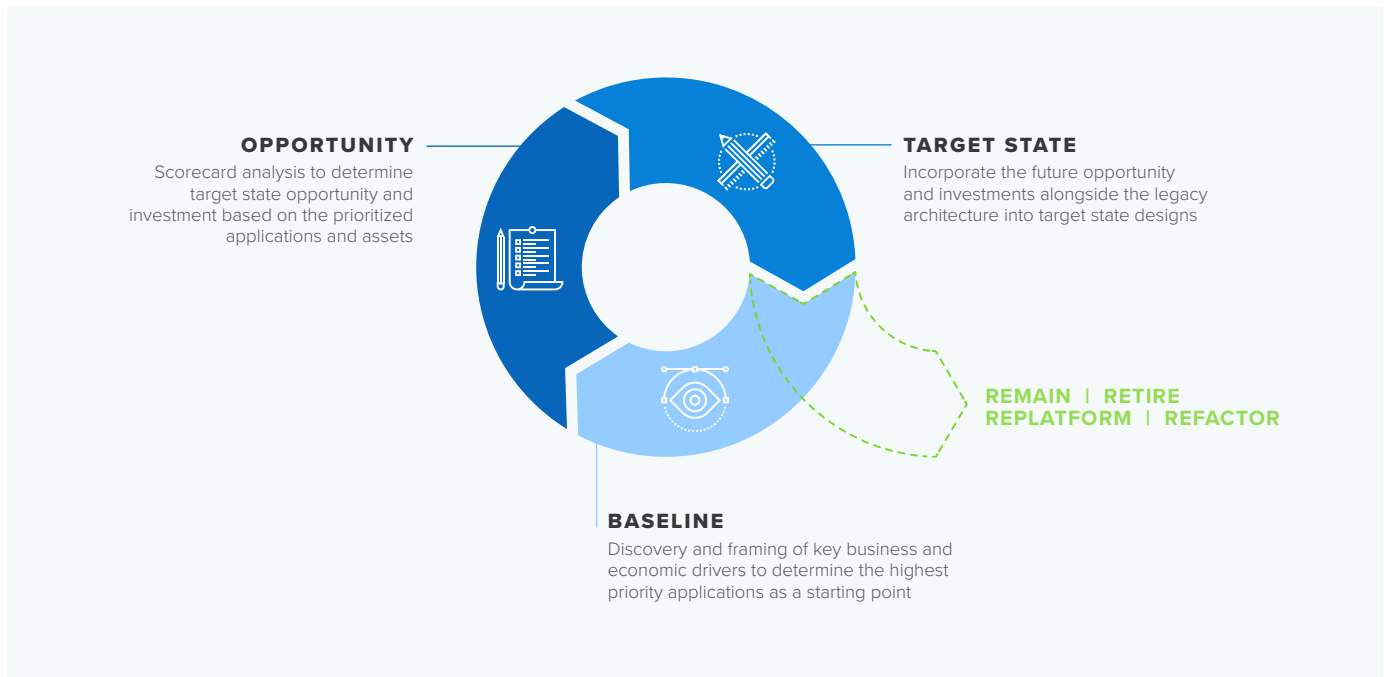 OPPORTUNITY
Scorecard analysis to determine
target state opportunity and
investment based on the prioritized
applications and assets
TARGET STATE
Incorporate the future opportunity
and investments alongside the legacy
architecture into target state designs
REMAIN | RETIRE
REPLATFORM | REFACTOR
BASELINE
Discovery and framing of key business and
economic drivers to determine the highest
priority applications as a starting point